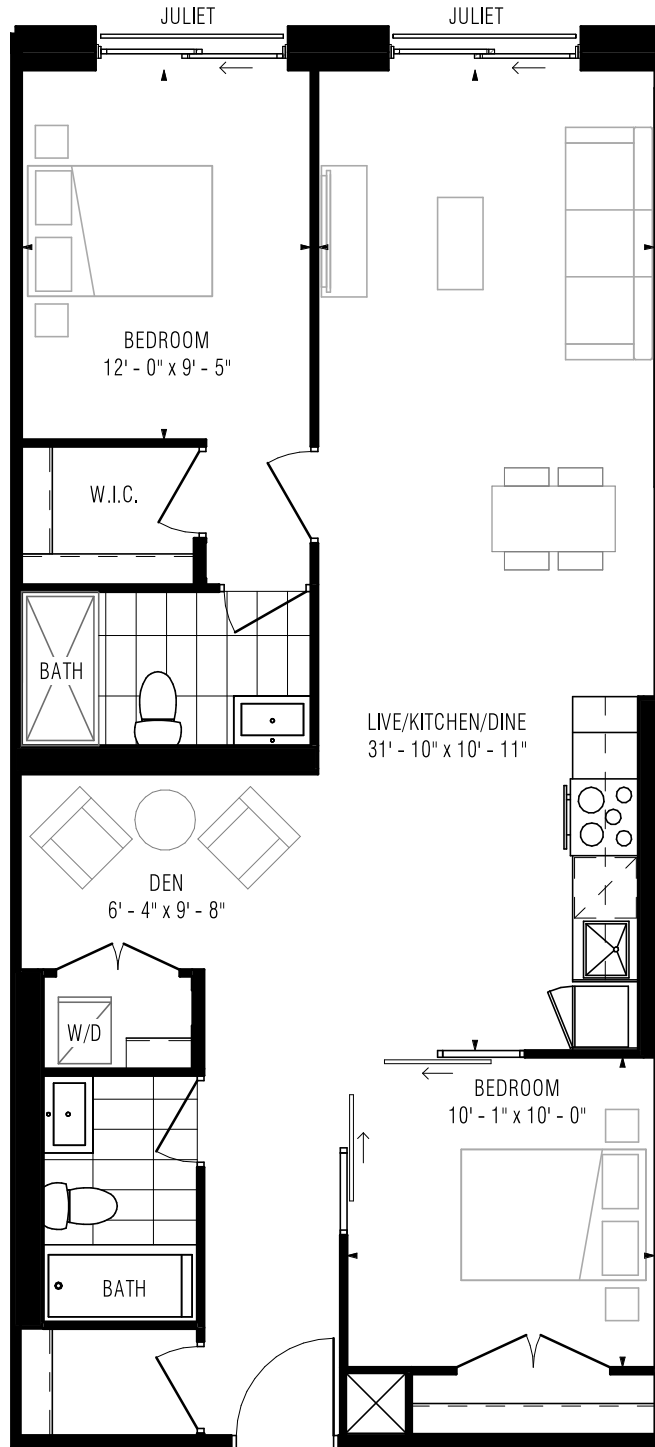 JULIET
JULIET
BEDROOM
12' - 0" x 9' - 5"
W.I.C.
BATH
LIVE/KITCHEN/DINE
31' - 10" x 10' - 11"
DEN
6' - 4" x 9' - 8"
W/D
BEDROOM
10' - 1" x 10' - 0"
BATH